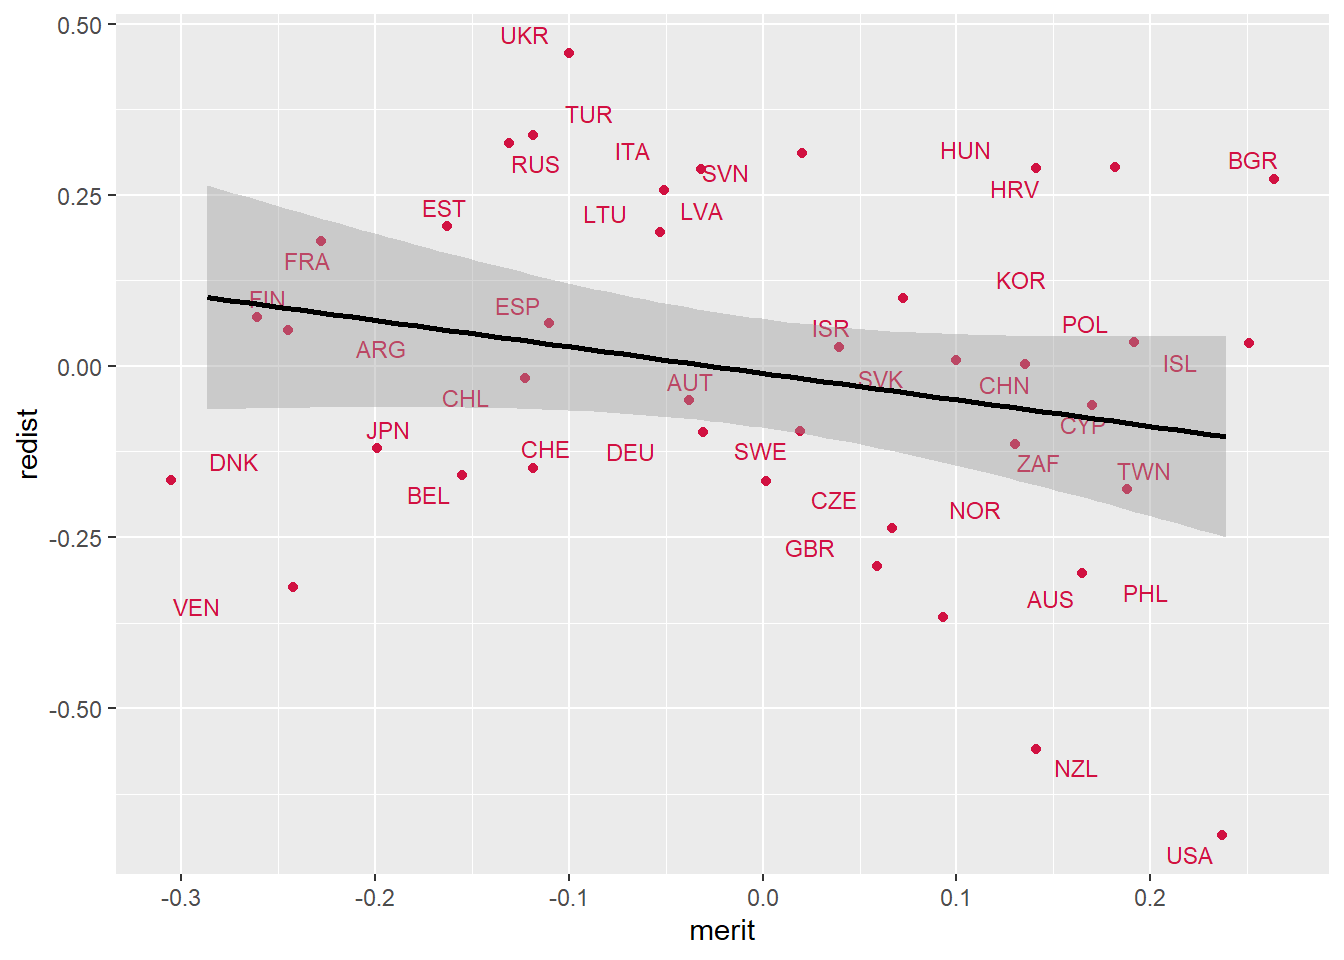 0.50
UKR
TUR
ITA
HUN
BGR
RUS
SVN
HRV
0.25
EST
LTU
LVA
FRA
KOR
FIN
ESP
ISR
POL
ARG
ISL
0.00
AUT
SVK
CHN
CHL
CYP
JPN
CHE
DEU
SWE
DNK
ZAF
TWN
BEL
CZE
NOR
-0.25
GBR
VEN
AUS
PHL
-0.50
NZL
USA
-0.3
-0.2
-0.1
0.0
0.1
0.2
merit
redist